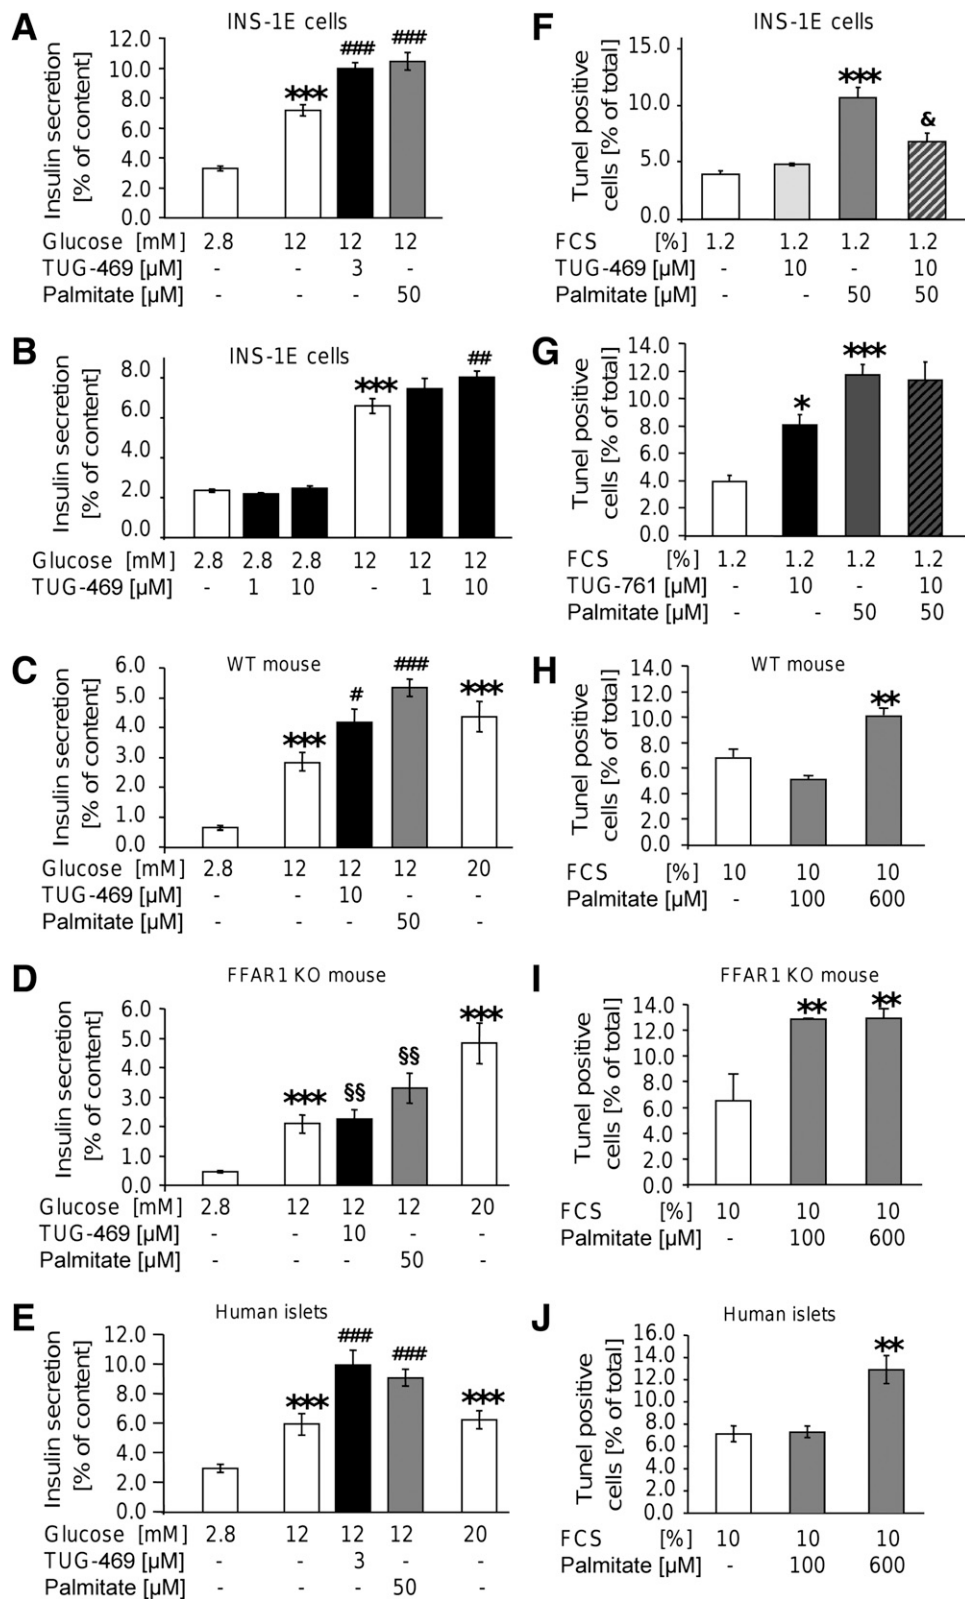 A
INS-1E cells
Insulin secretion
[% of content]
12.0
10.0
8.0
6.0
4.0
2.0
0.0
*** ### ###
Glucose [mM] 2.8 12 12 12
TUG-469 [µM] - - 3 -
Palmitate [µM] - - - 50
B
INS-1E cells
Insulin secretion
[% of content]
8.0
6.0
4.0
2.0
0.0
*** ##
Glucose [mM] 2.8 2.8 2.8 12 12 12
TUG-469 [µM] - 1 10 - 1 10
C
WT mouse
Insulin secretion
[% of content]
6.0
5.0
4.0
3.0
2.0
1.0
0.0
*** # ### ***
Glucose [mM] 2.8 12 12 12 20
TUG-469 [µM] - - 10 - -
Palmitate [µM] - - - 50 -
D
FFAR1 KO mouse
Insulin secretion
[% of content]
6.0
5.0
4.0
3.0
2.0
1.0
0.0
*** §§ §§ ***
Glucose [mM] 2.8 12 12 12 20
TUG-469 [µM] - - 10 - -
Palmitate [µM] - - - 50 -
E
Human islets
Insulin secretion
[% of content]
12.0
10.0
8.0
6.0
4.0
2.0
0.0
*** ### ### ***
Glucose [mM] 2.8 12 12 12 20
TUG-469 [µM] - - 3 - -
Palmitate [µM] - - - 50 -
F
INS-1E cells
Tunel positive
cells [% of total]
15.0
10.0
5.0
0.0
*** &
FCS [%] 1.2 1.2 1.2 1.2
TUG-469 [µM] - 10 - 10
Palmitate [µM] - - 50 50
G
Tunel positive
cells [% of total]
14.0
12.0
10.0
8.0
6.0
4.0
2.0
0.0
* ***
FCS [%] 1.2 1.2 1.2 1.2
TUG-761 [µM] - 10 - 10
Palmitate [µM] - - 50 50
H
WT mouse
Tunel positive
cells [% of total]
14.0
12.0
10.0
8.0
6.0
4.0
2.0
0.0
**
FCS [%] 10 10 10
Palmitate [µM] - 100 600
I
FFAR1 KO mouse
Tunel positive
cells [% of total]
14.0
12.0
10.0
8.0
6.0
4.0
2.0
0.0
** **
FCS [%] 10 10 10
Palmitate [µM] - 100 600
J
Human islets
Tunel positive
cells [% of total]
16.0
14.0
12.0
10.0
8.0
6.0
4.0
2.0
0.0
**
FCS [%] 10 10 10
Palmitate [µM] - 100 600